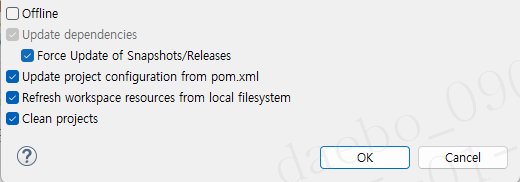 Offline
Update dependencies
Force Update of Snapshots/Releases
Update project configuration from pom.xml
Refresh workspace resources from local filesystem
Clean projects
OK
Cancel